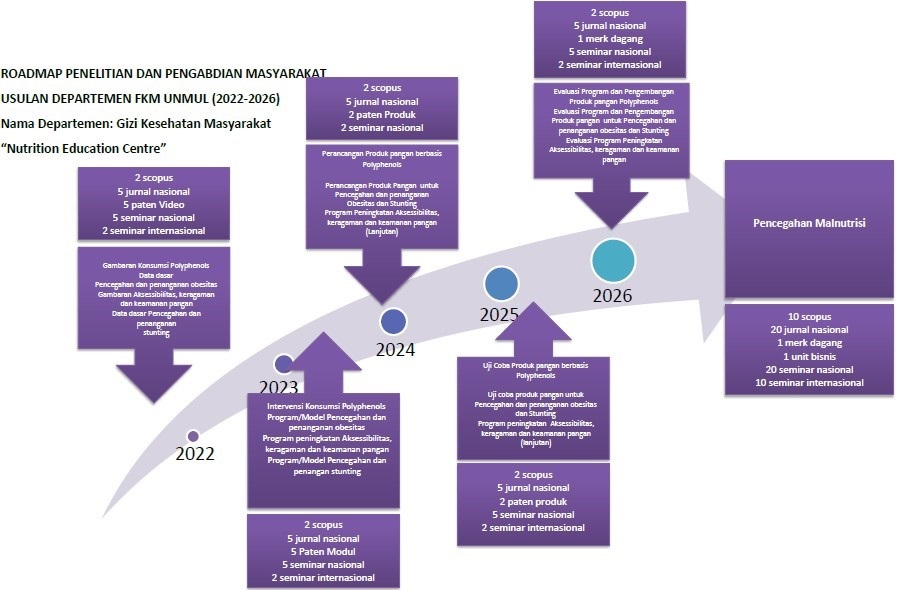 ROADMAP PENELITIAN DAN PENGABDIAN MASYARAKAT
USULAN DEPARTEMEN FKM UNMUL (2022-2026)
Nama Departemen: Gizi Kesehatan Masyarakat
“Nutrition Education Centre”
2 scopus
5 jurnal nasional
5 paten Video
5 seminar nasional
2 seminar internasional
Gambaran Konsumsi Polyphenols
Data dasar
Pencegahan dan penanganan obesitas
Gambaran Aksessibilitas, keragaman
dan keamanan pangan
Data dasar Pencegahan dan
penanganan
stunting
2022
2023
Intervensi Konsumsi Polyphenols
Program/Model Pencegahan dan
penanganan obesitas
Program peningkatan Aksessibilitas,
keragaman dan keamanan pangan
Program/Model Pencegahan dan
penangan stunting
2 scopus
5 jurnal nasional
5 Paten Modul
5 seminar nasional
2 seminar internasional
2 scopus
5 jurnal nasional
2 paten Produk
2 seminar nasional
Perancangan Produk pangan berbasis
Polyphenols
Perancangan Produk Pangan untuk
Pencegahan dan penanganan
Obesitas dan Stunting
Program Peningkatan Aksessibilitas,
keragaman dan keamanan pangan
(Lanjutan)
2024
2025
Uji Coba Produk pangan berbasis
Polyphenols
Uji coba produk pangan untuk
Pencegahan dan penanganan obesitas
dan Stunting
Program peningkatan Aksessibilitas,
keragaman dan keamanan pangan
(lanjutan)
2 scopus
5 jurnal nasional
2 paten produk
5 seminar nasional
2 seminar internasional
2 scopus
5 jurnal nasional
1 merk dagang
5 seminar nasional
2 seminar internasional
Evaluasi Program dan Pengembangan
Produk pangan Polyphenols
Evaluasi Program dan Pengembangan
Produk pangan untuk Pencegahan dan
penanganan obesitas dan Stunting
Evaluasi Program Peningkatan
Aksessibilitas, keragaman dan keamanan
pangan
2026
Pencegahan Malnutrisi
10 scopus
20 jurnal nasional
1 merk dagang
1 unit bisnis
20 seminar nasional
10 seminar internasional